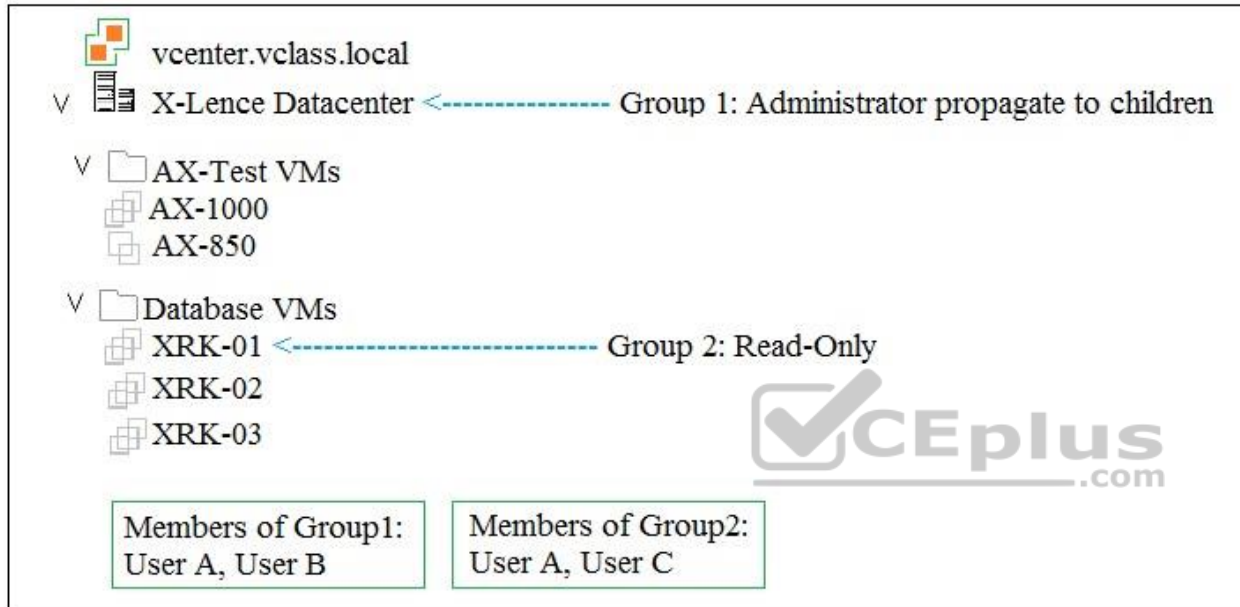 vcenter.vclass.local
X-Lence Datacenter <---------------- Group 1: Administrator propagate to children
AX-Test VMs
AX-1000
AX-850
Database VMs
XRK-01 <--------------------------- Group 2: Read-Only
XRK-02
XRK-03
VCEplus
.com
Members of Group1:
User A, User B
Members of Group2:
User A, User C